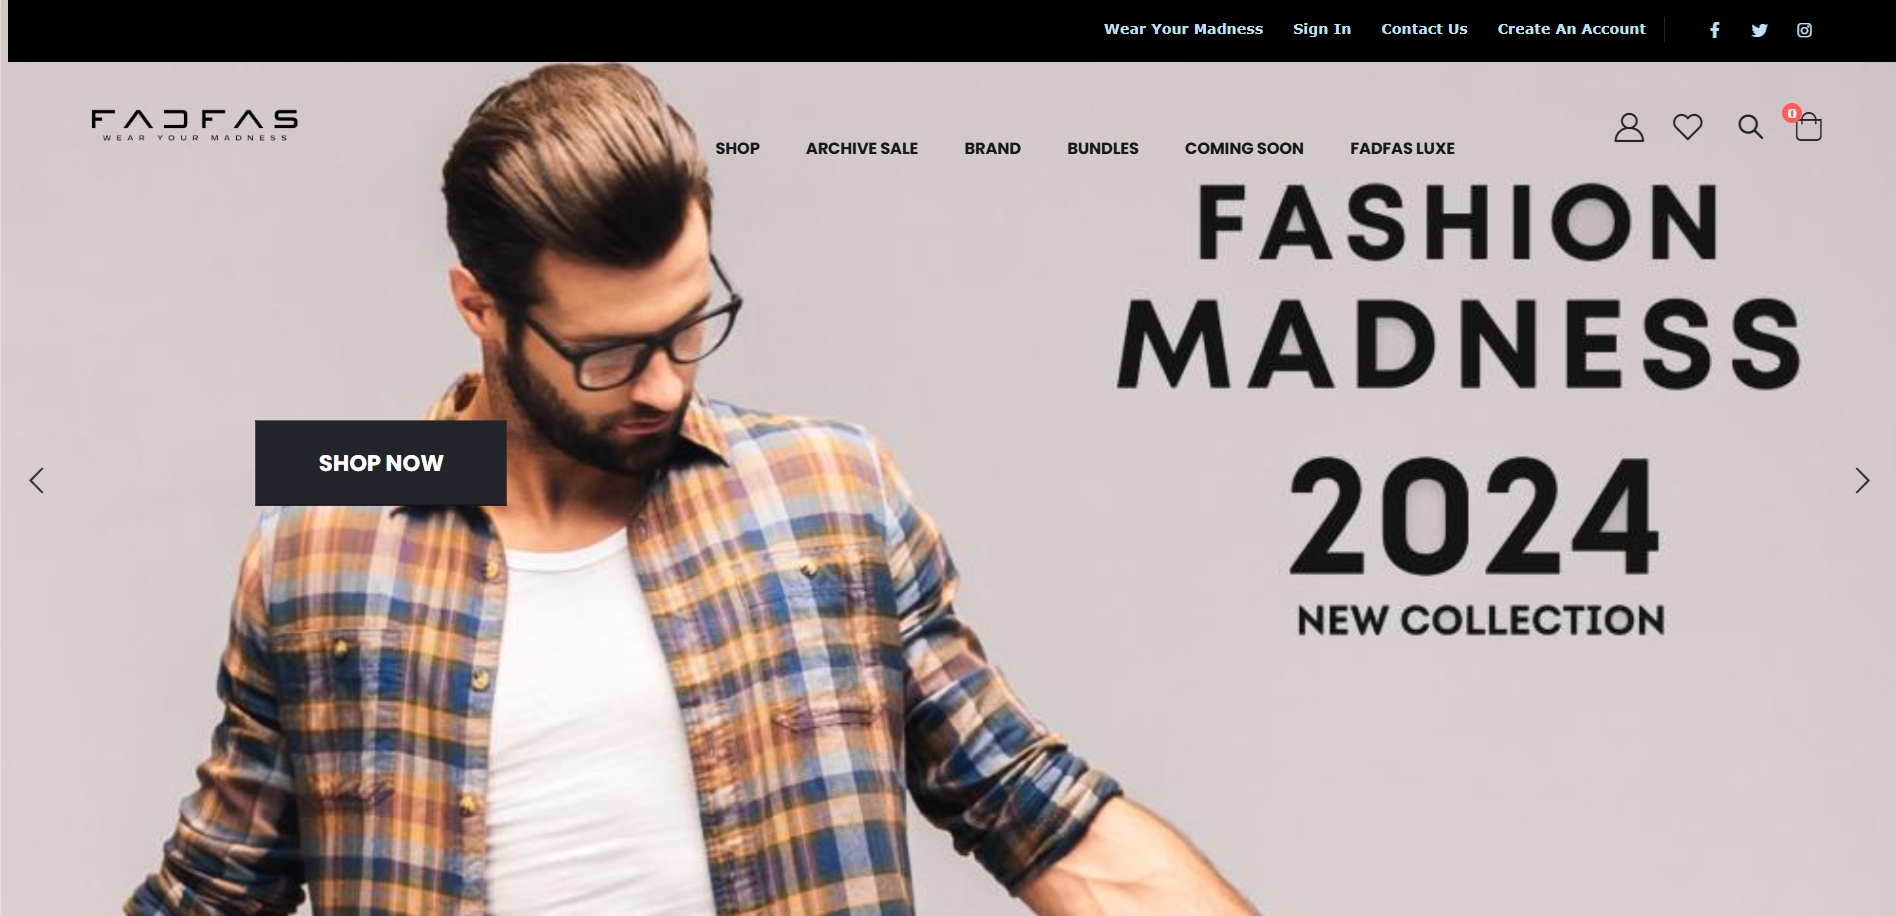 Wear Your Madness Sign In Contact Us Create An Account
FADFAS
WEAR YOUR MADNESS
0
SHOP ARCHIVE SALE BRAND BUNDLES COMING SOON FADFAS LUXE
FASHION
MADNESS
SHOP NOW
2024
NEW COLLECTION